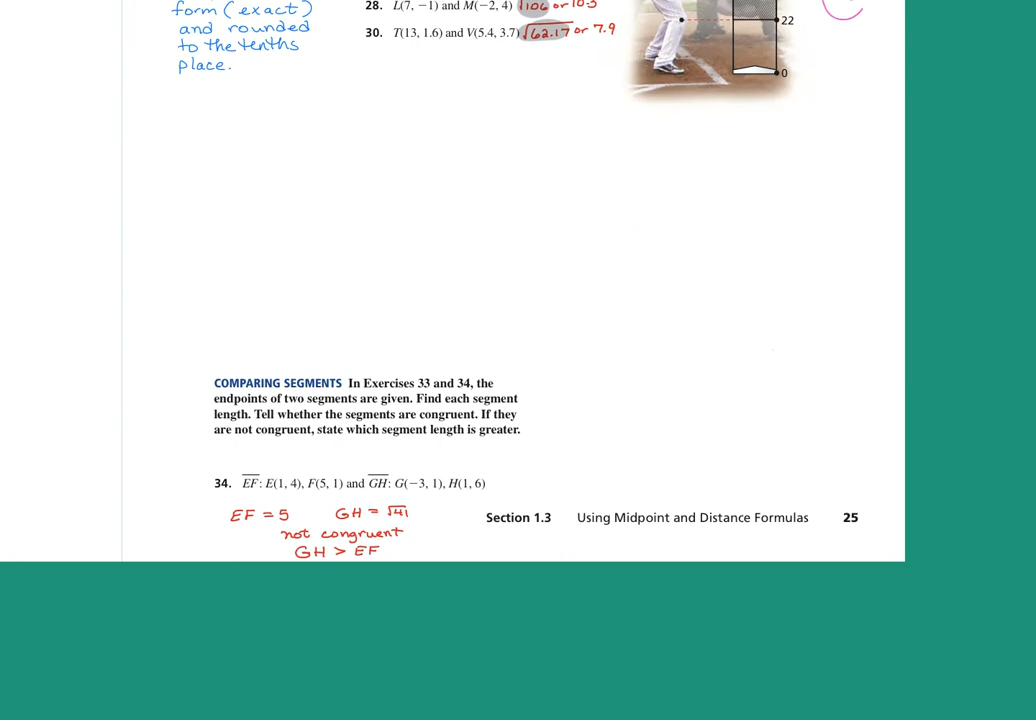 form (exact)
and rounded
to the tenths
place.
28. L(7, −1) and M(−2, 4) √106 or 10.3
30. T(13, 1.6) and V(5.4, 3.7) √62.17 or 7.9
22
0
COMPARING SEGMENTS In Exercises 33 and 34, the
endpoints of two segments are given. Find each segment
length. Tell whether the segments are congruent. If they
are not congruent, state which segment length is greater.
34. EF: E(1, 4), F(5, 1) and GH: G(−3, 1), H(1, 6)
EF = 5 GH = √41
not congruent
GH > EF
Section 1.3 Using Midpoint and Distance Formulas 25